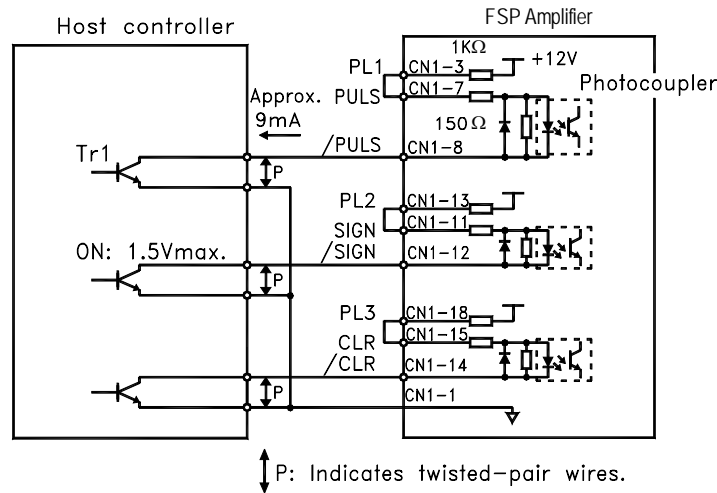 Host controller
FSP Amplifier
1KΩ
+12V
PL1
CN1-3
Photocoupler
PULS
CN1-7
Approx.
9mA
150Ω
/PULS
CN1-8
Tr1
P
PL2
CN1-13
SIGN
CN1-11
ON: 1.5Vmax.
/SIGN
CN1-12
P
PL3
CN1-18
CLR
CN1-15
/CLR
CN1-14
P
CN1-1
P: Indicates twisted-pair wires.